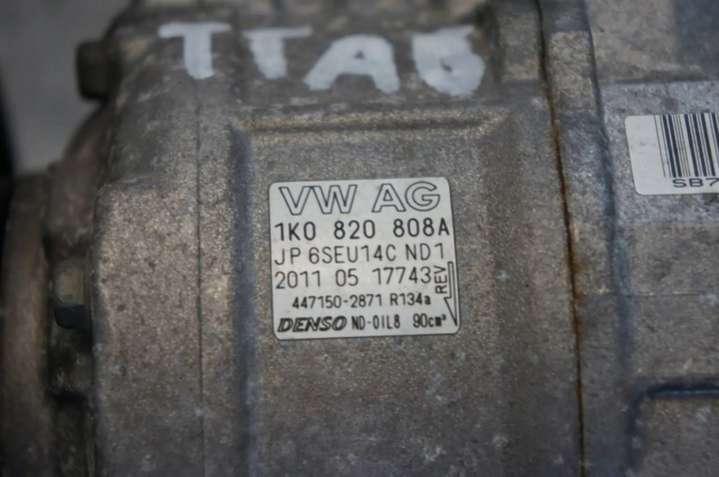 TTAB
VW AG
1K0 820 808A
JP 6SEU14C ND1
2011 05 17743
REV
447150-2871 R134a
DENSO ND-OIL8 90cm³
SB7